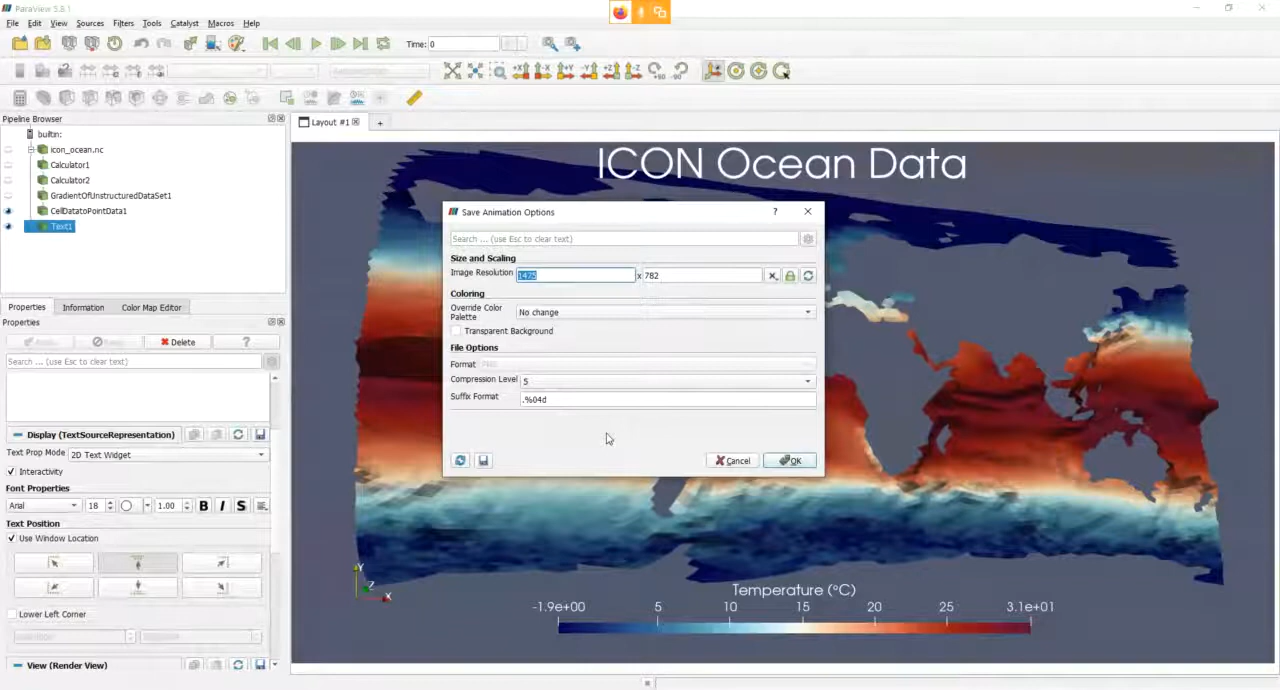 ParaView 5.8.1
File Edit View Sources Filters Tools Catalyst Macros Help
Time: 0
+X -X +Y -Y +Z -Z +90 -90
Pipeline Browser
Layout #1
+
builtin:
icon_ocean.nc
Calculator1
Calculator2
GradientOfUnstructuredDataSet1
CellDatatoPointData1
Text1
ICON Ocean Data
Save Animation Options
?
Search ... (use Esc to clear text)
Size and Scaling
Image Resolution 1475 x 782
Coloring
Override Color Palette No change
Transparent Background
File Options
Format PNG
Compression Level 5
Suffix Format .%04d
Cancel OK
Properties Information Color Map Editor
Properties
Delete ?
Search ... (use Esc to clear text)
Display (TextSourceRepresentation)
Text Prop Mode 2D Text Widget
Interactivity
Font Properties
Arial 18 1.00 B I S
Text Position
Use Window Location
Lower Left Corner
View (Render View)
Y
Z
X
Temperature (°C)
-1.9e+00 5 10 15 20 25 3.1e+01